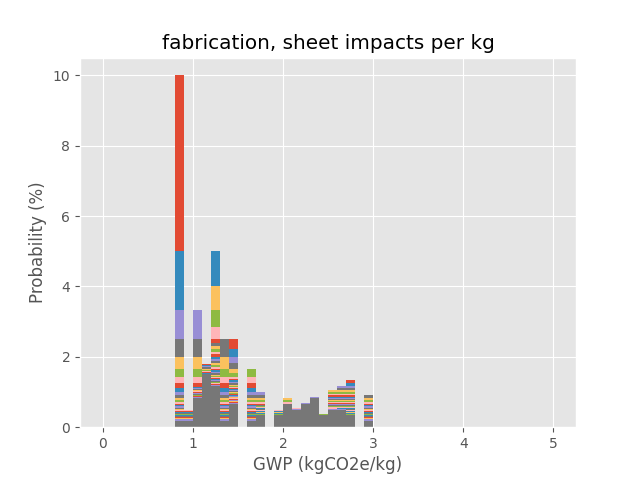 fabrication, sheet impacts per kg
Probability (%)
10
8
6
4
2
0
0 1 2 3 4 5
GWP (kgCO2e/kg)